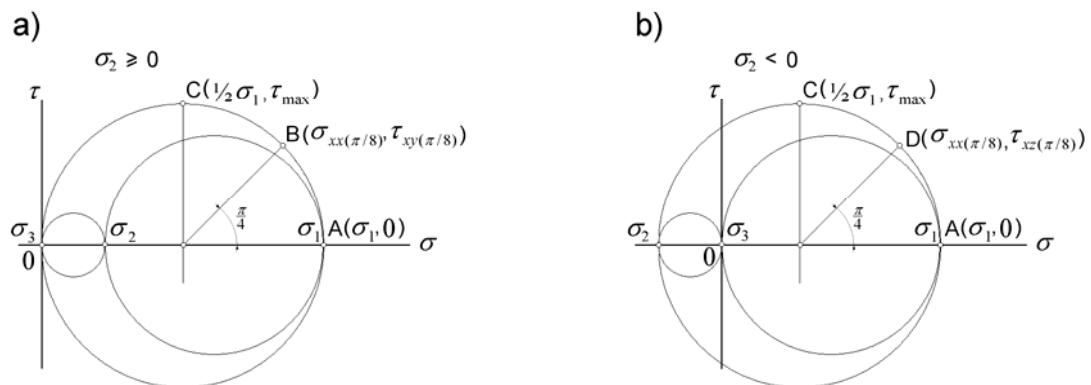 a)
σ₂ ⩾ 0
τ
C(½σ₁, τmax)
B(σxx(π/8), τxy(π/8))
π/4
σ₃
σ₂
σ₁
A(σ₁,0)
σ
0
b)
σ₂ < 0
τ
C(½σ₁, τmax)
D(σxx(π/8), τxz(π/8))
π/4
σ₂
σ₃
σ₁
A(σ₁,0)
σ
0